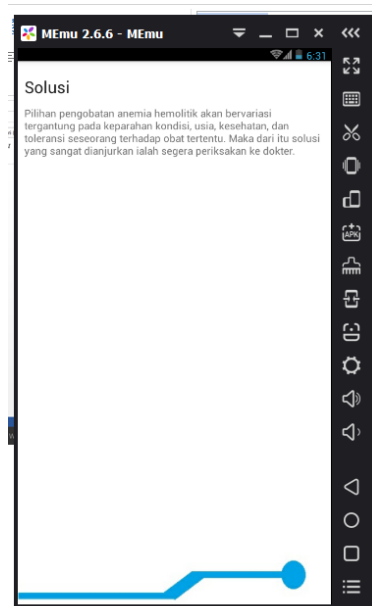 MEmu 2.6.6 - MEmu
6:31
Solusi
Pilihan pengobatan anemia hemolitik akan bervariasi
tergantung pada keparahan kondisi, usia, kesehatan, dan
toleransi seseorang terhadap obat tertentu. Maka dari itu solusi
yang sangat dianjurkan ialah segera periksakan ke dokter.
APK